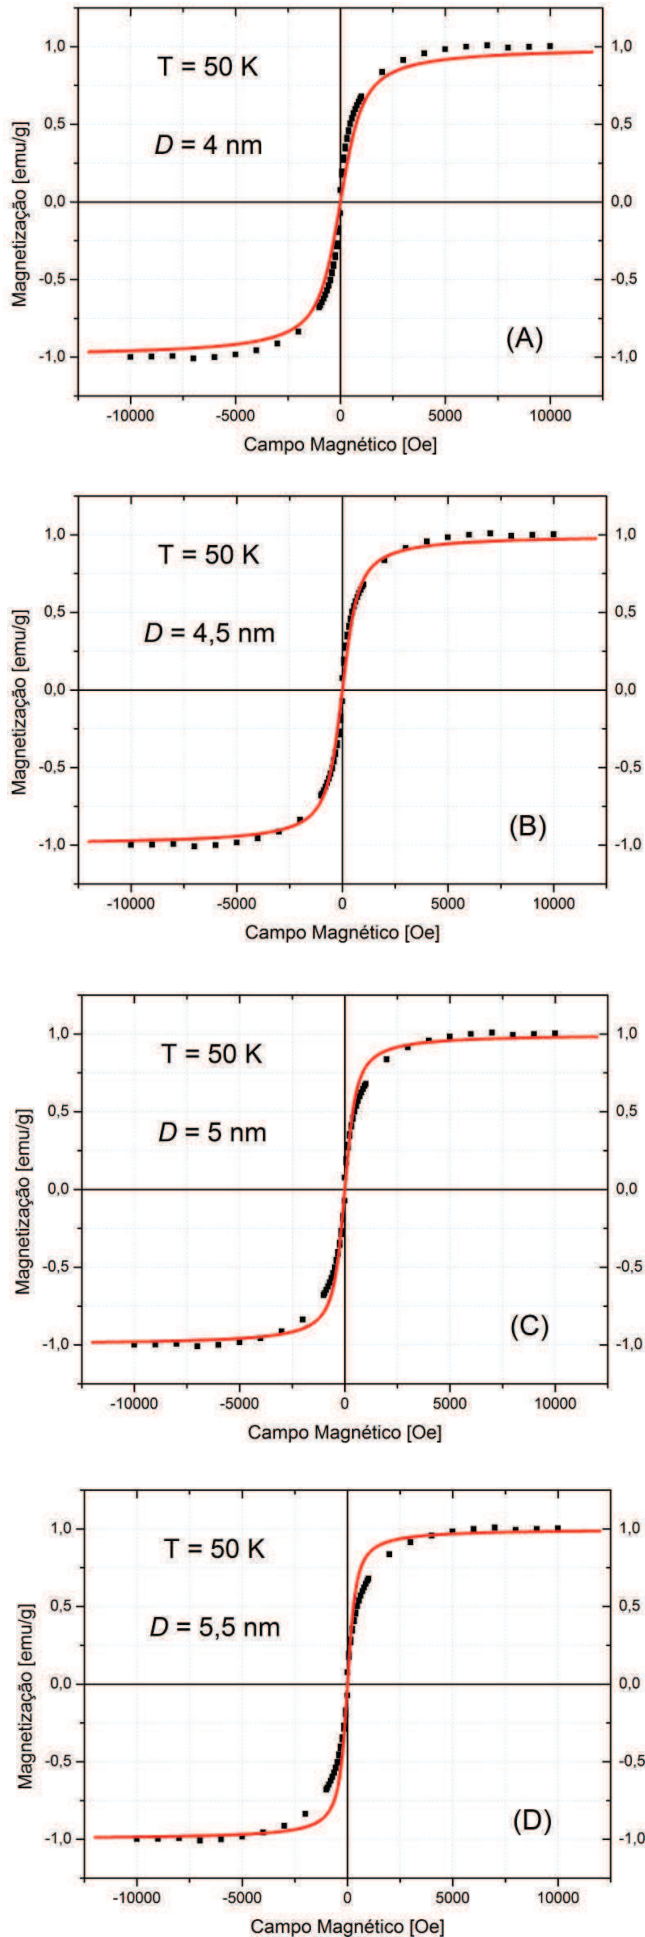 1,0 1,0
T = 50 K
0,5 0,5
D = 4 nm
Magnetização [emu/g]
0,0 0,0
-0,5 -0,5
(A)
-1,0 -1,0
-10000 -5000 0 5000 10000
Campo Magnético [Oe]
1,0 1,0
T = 50 K
0,5 0,5
D = 4,5 nm
Magnetização [emu/g]
0,0 0,0
-0,5 -0,5
(B)
-1,0 -1,0
-10000 -5000 0 5000 10000
Campo Magnético [Oe]
1,0 1,0
T = 50 K
0,5 0,5
D = 5 nm
Magnetização [emu/g]
0,0 0,0
-0,5 -0,5
(C)
-1,0 -1,0
-10000 -5000 0 5000 10000
Campo Magnético [Oe]
1,0 1,0
T = 50 K
0,5 0,5
D = 5,5 nm
Magnetização [emu/g]
0,0 0,0
-0,5 -0,5
(D)
-1,0 -1,0
-10000 -5000 0 5000 10000
Campo Magnético [Oe]